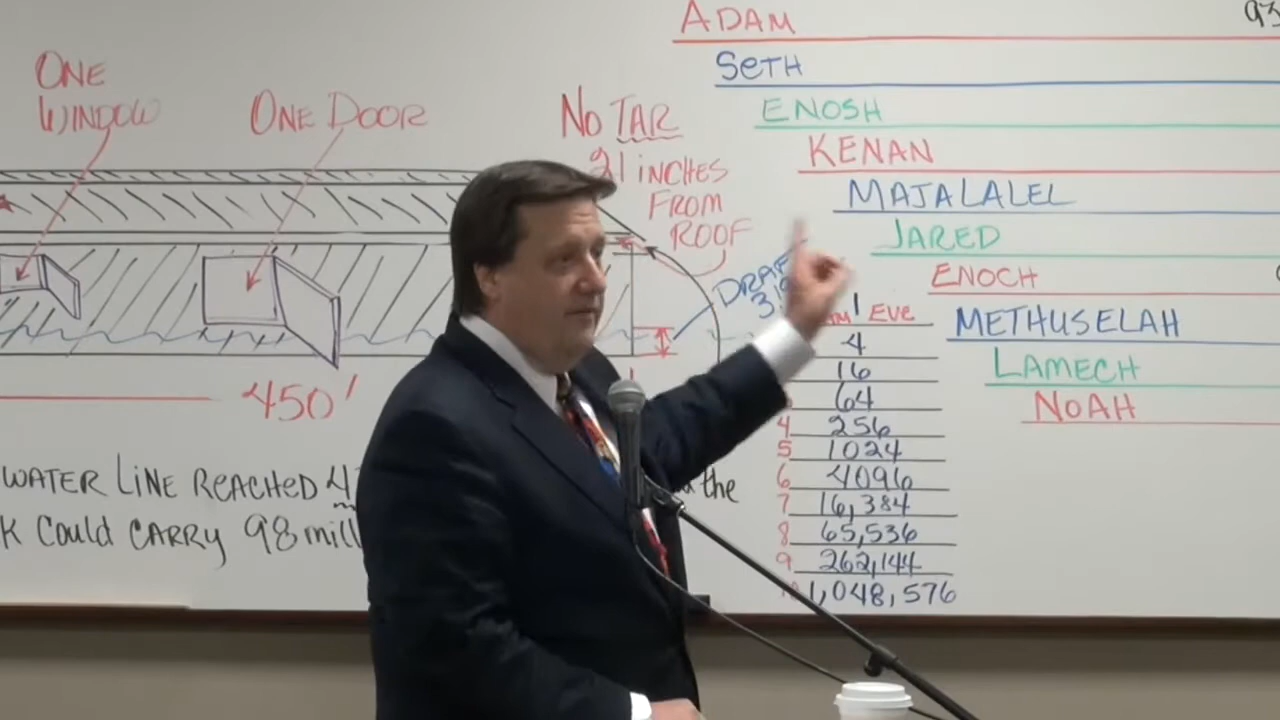 ONE
WINDOW
ONE DOOR
NO TAR
21 INCHES
FROM
ROOF
450'
WATER LINE REACHED
the
K COULD CARRY 98
ADAM
SETH
ENOSH
KENAN
MAJALALEL
JARED
ENOCH
METHUSELAH
LAMECH
NOAH
EVE
4
16
64
4 256
5 1024
6 4096
7 16,384
8 65,536
9 262,144
1,048,576